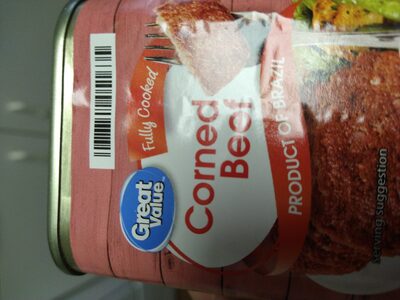 Fully Cooked
Great
Value
Corned
Beef
PRODUCT OF BRAZIL
serving suggestion